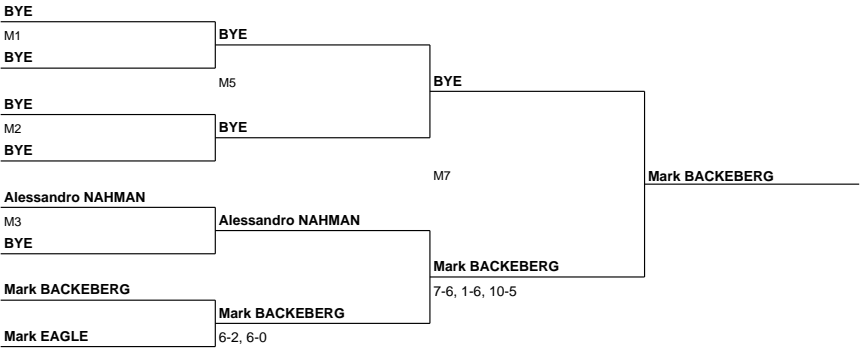 BYE
M1
BYE
BYE
M5
BYE
M2
BYE
BYE
BYE
M7
Mark BACKEBERG
Alessandro NAHMAN
M3
BYE
Alessandro NAHMAN
Mark BACKEBERG
7-6, 1-6, 10-5
Mark BACKEBERG
Mark EAGLE
Mark BACKEBERG
6-2, 6-0